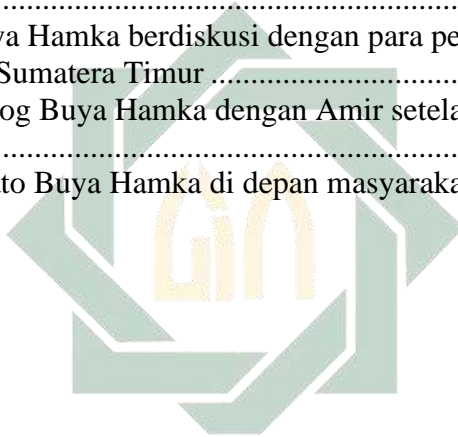 ....................................................................
ya Hamka berdiskusi dengan para pe
Sumatera Timur ....................................
og Buya Hamka dengan Amir setela
....................................................................
to Buya Hamka di depan masyaraka